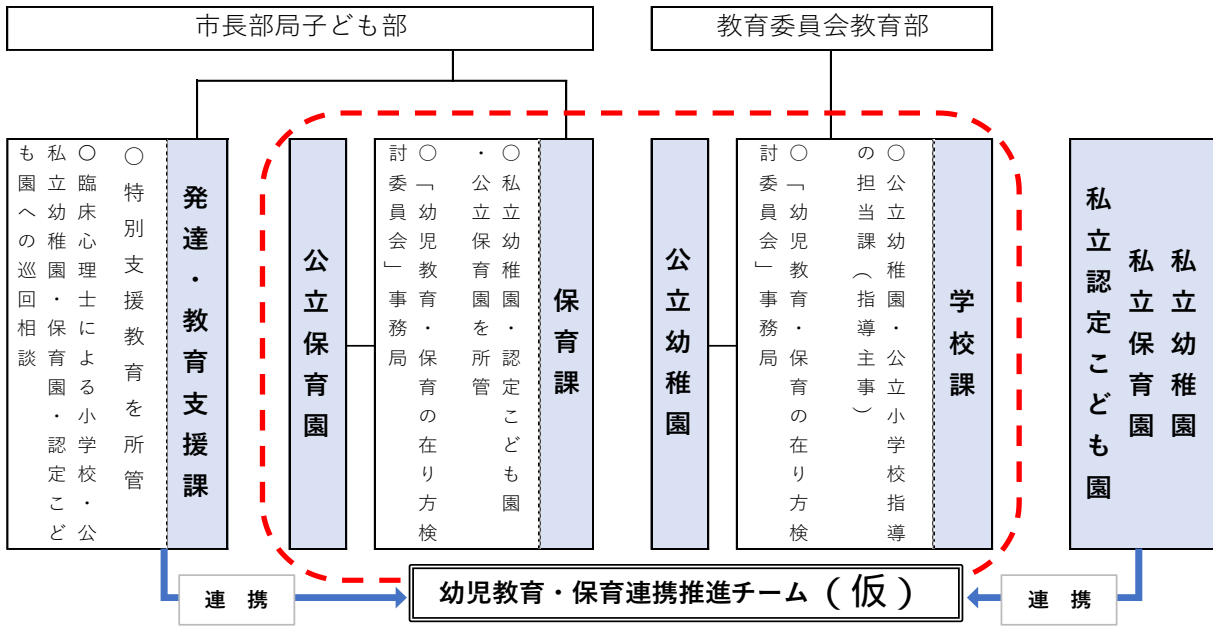 市長部局子ども部
教育委員会教育部
発達・教育支援課
○特別支援教育を所管
○臨床心理士による小学校・公
私立幼稚園・保育園・認定こど
も園への巡回相談
公立保育園
保育課
○私立幼稚園・認定こども園
・公立保育園を所管
○「幼児教育・保育の在り方検
討委員会」事務局
公立幼稚園
学校課
○公立幼稚園・公立小学校指導
の担当課（指導主事）
○「幼児教育・保育の在り方検
討委員会」事務局
私立幼稚園
私立保育園
私立認定こども園
連 携
幼児教育・保育連携推進チーム（仮）
連 携